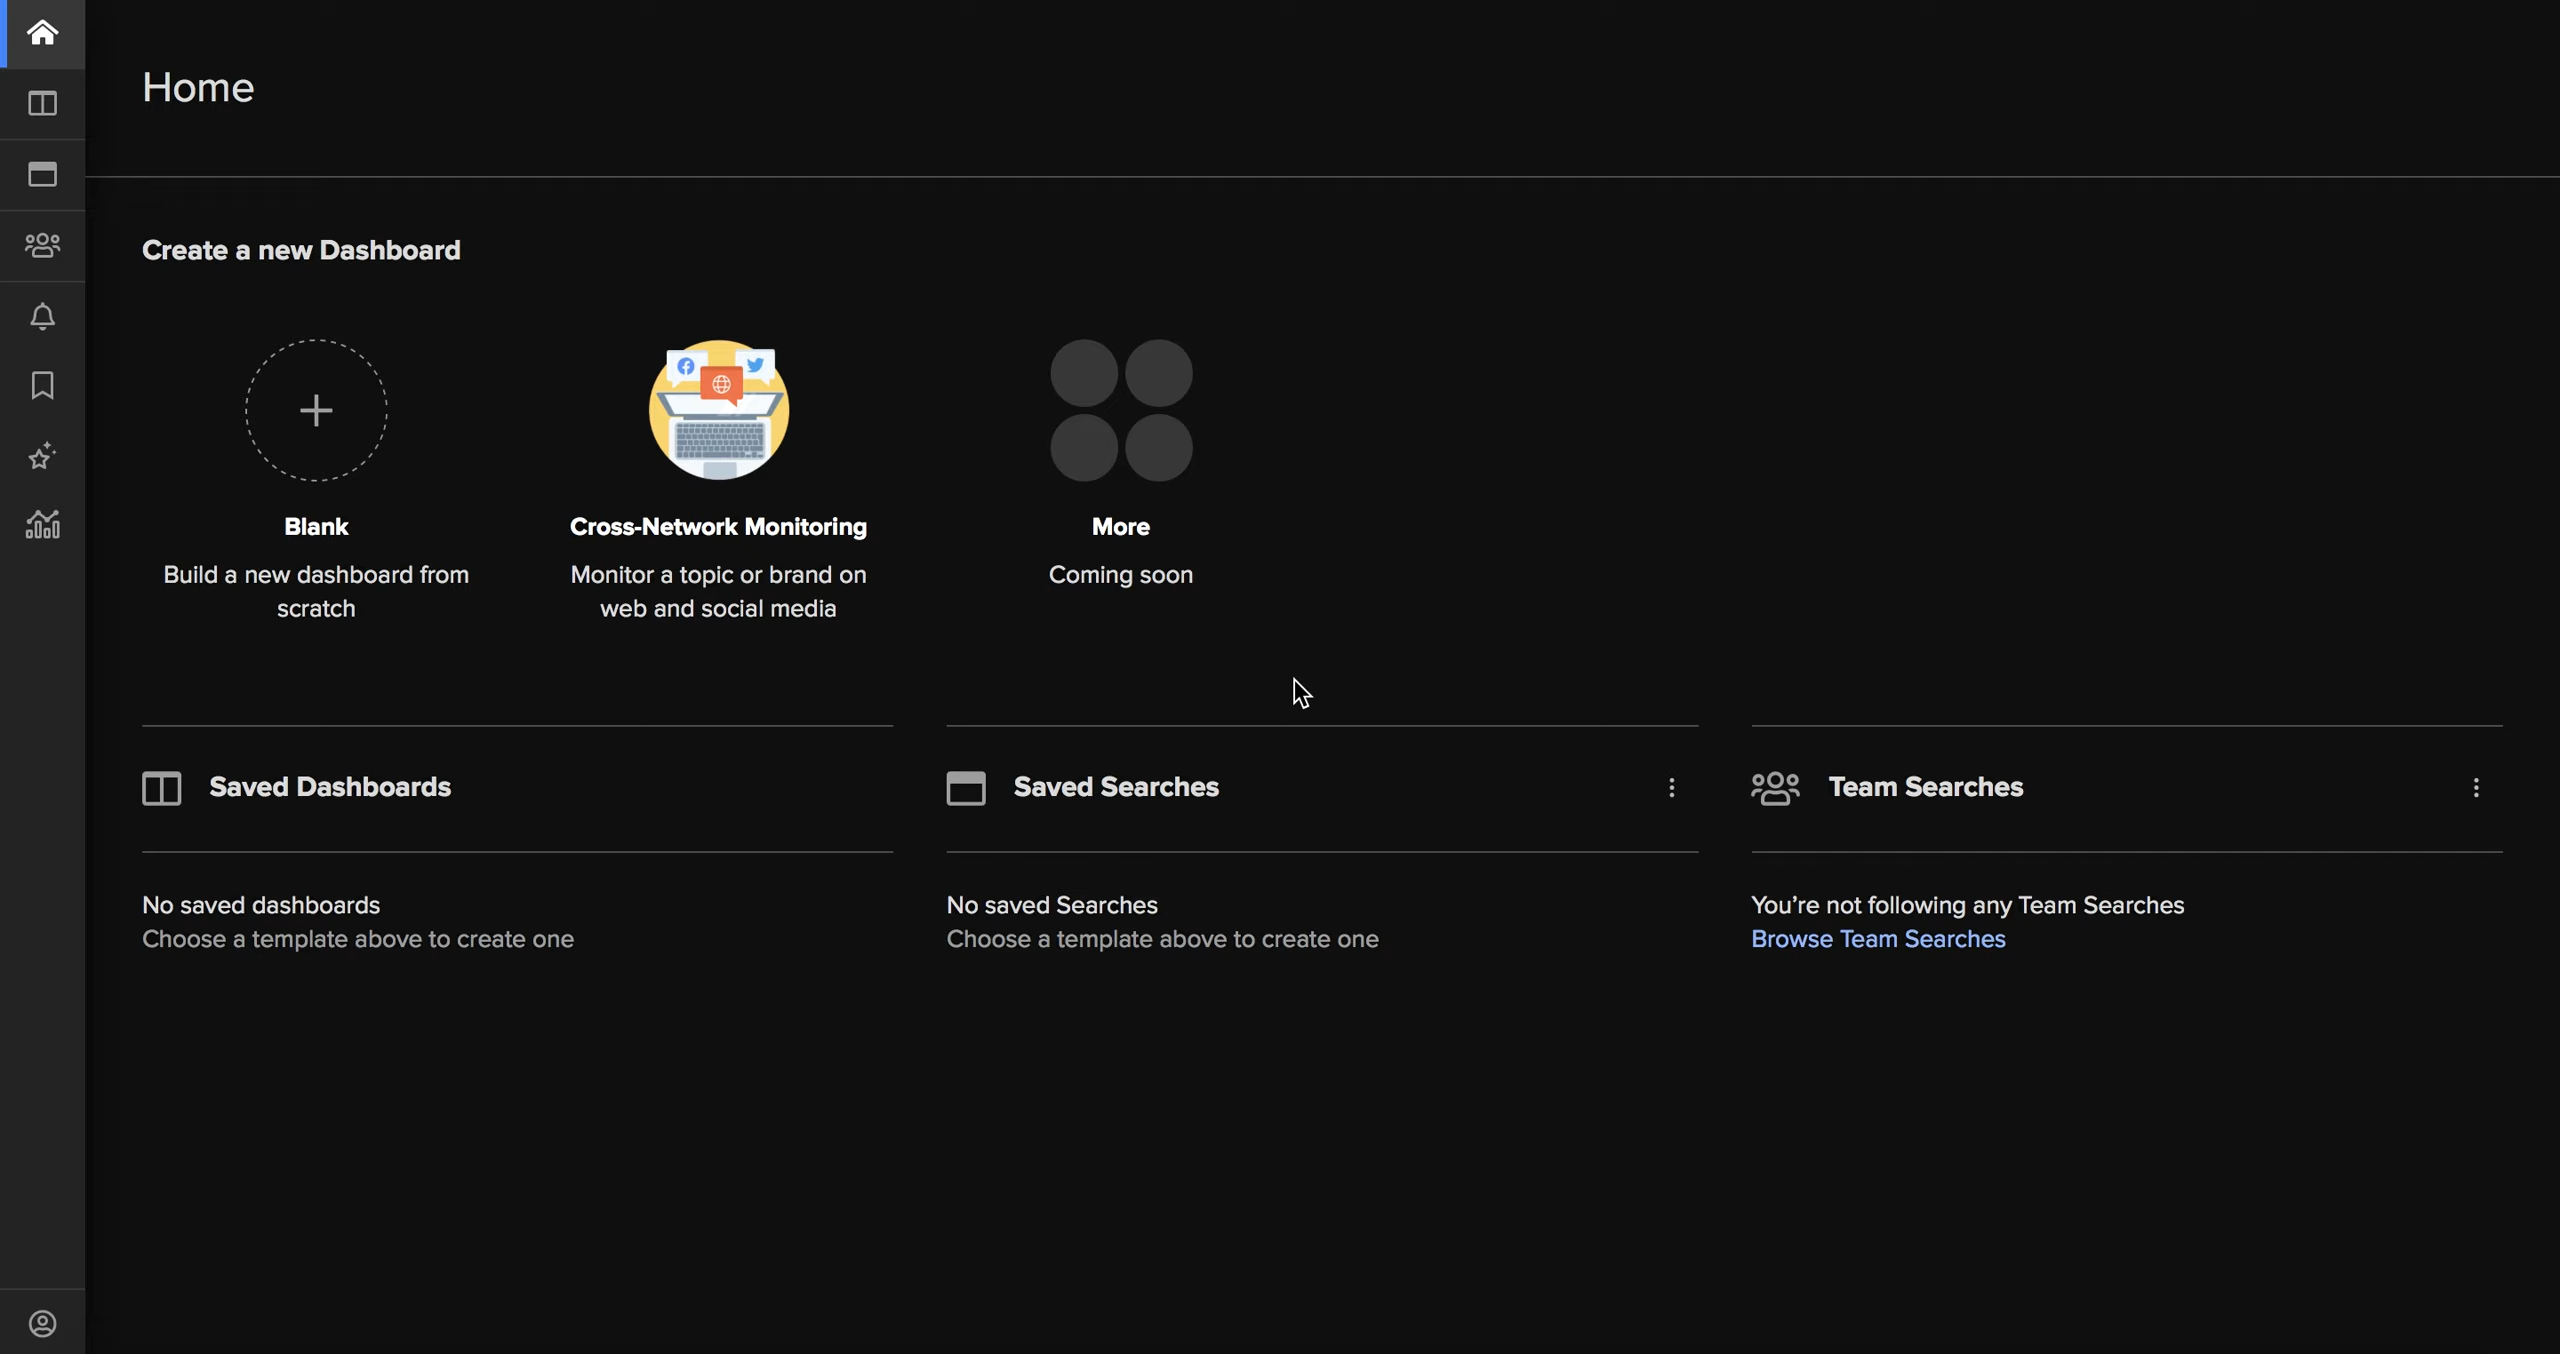 Home
Create a new Dashboard
Blank
Build a new dashboard from
scratch
Cross-Network Monitoring
Monitor a topic or brand on
web and social media
More
Coming soon
Saved Dashboards
No saved dashboards
Choose a template above to create one
Saved Searches
No saved Searches
Choose a template above to create one
Team Searches
You’re not following any Team Searches
Browse Team Searches